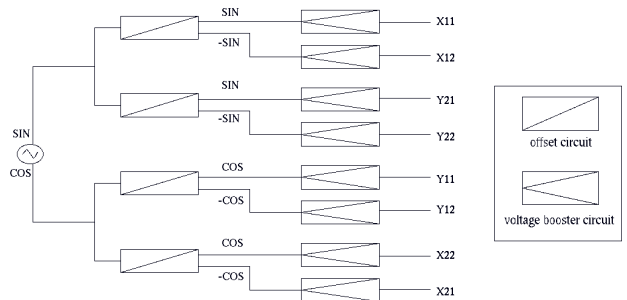 SIN
X11
-SIN
X12
SIN
Y21
-SIN
Y22
SIN
COS
COS
Y11
-COS
Y12
COS
X22
-COS
X21
offset circuit
voltage booster circuit